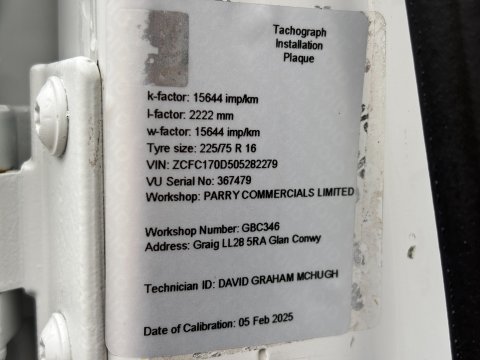 Tachograph
Installation
Plaque
k-factor: 15644 imp/km
l-factor: 2222 mm
w-factor: 15644 imp/km
Tyre size: 225/75 R 16
VIN: ZCFC170D505282279
VU Serial No: 367479
Workshop: PARRY COMMERCIALS LIMITED
Workshop Number: GBC346
Address: Graig LL28 5RA Glan Conwy
Technician ID: DAVID GRAHAM MCHUGH
Date of Calibration: 05 Feb 2025